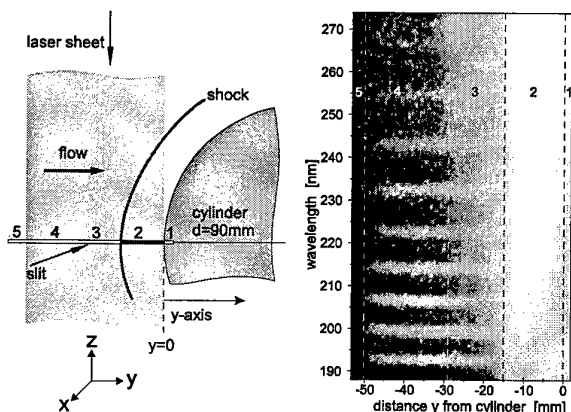 laser sheet
shock
flow
cylinder
d=90mm
5 4 3 2 1
slit
y-axis
y=0
z
y
x
wavelength [nm]
270
260
250
240
230
220
210
200
190
5 4 3 2 1
-50 -40 -30 -20 -10 0
distance y from cylinder [mm]